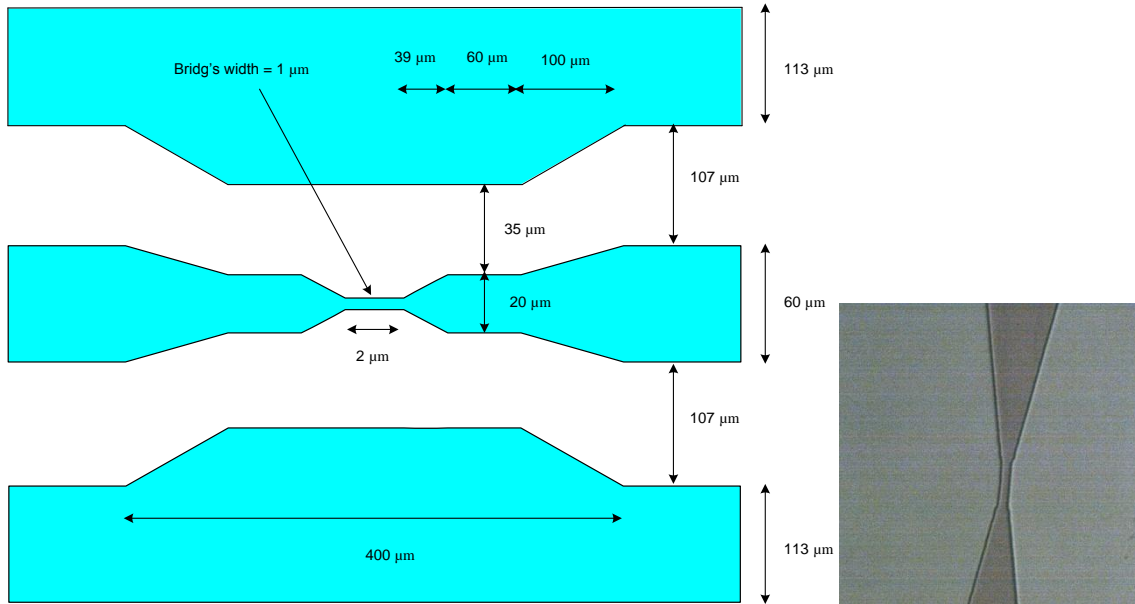 39 µm
60 µm
100 µm
Bridg's width = 1 µm
113 µm
107 µm
35 µm
20 µm
60 µm
2 µm
107 µm
400 µm
113 µm